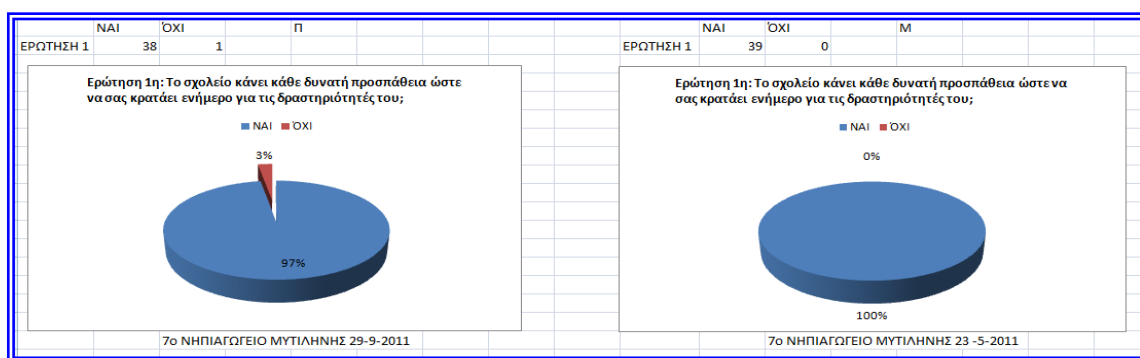 ΝΑΙ ΌΧΙ Π
ΕΡΩΤΗΣΗ 1 38 1
Ερώτηση 1η: Το σχολείο κάνει κάθε δυνατή προσπάθεια ώστε
να σας κρατάει ενήμερο για τις δραστηριότητές του;
ΝΑΙ ΌΧΙ
3%
97%
7ο ΝΗΠΙΑΓΩΓΕΙΟ ΜΥΤΙΛΗΝΗΣ 29-9-2011
ΝΑΙ ΌΧΙ Μ
ΕΡΩΤΗΣΗ 1 39 0
Ερώτηση 1η: Το σχολείο κάνει κάθε δυνατή προσπάθεια ώστε να
σας κρατάει ενήμερο για τις δραστηριότητές του;
ΝΑΙ ΌΧΙ
0%
100%
7ο ΝΗΠΙΑΓΩΓΕΙΟ ΜΥΤΙΛΗΝΗΣ 23 -5-2011